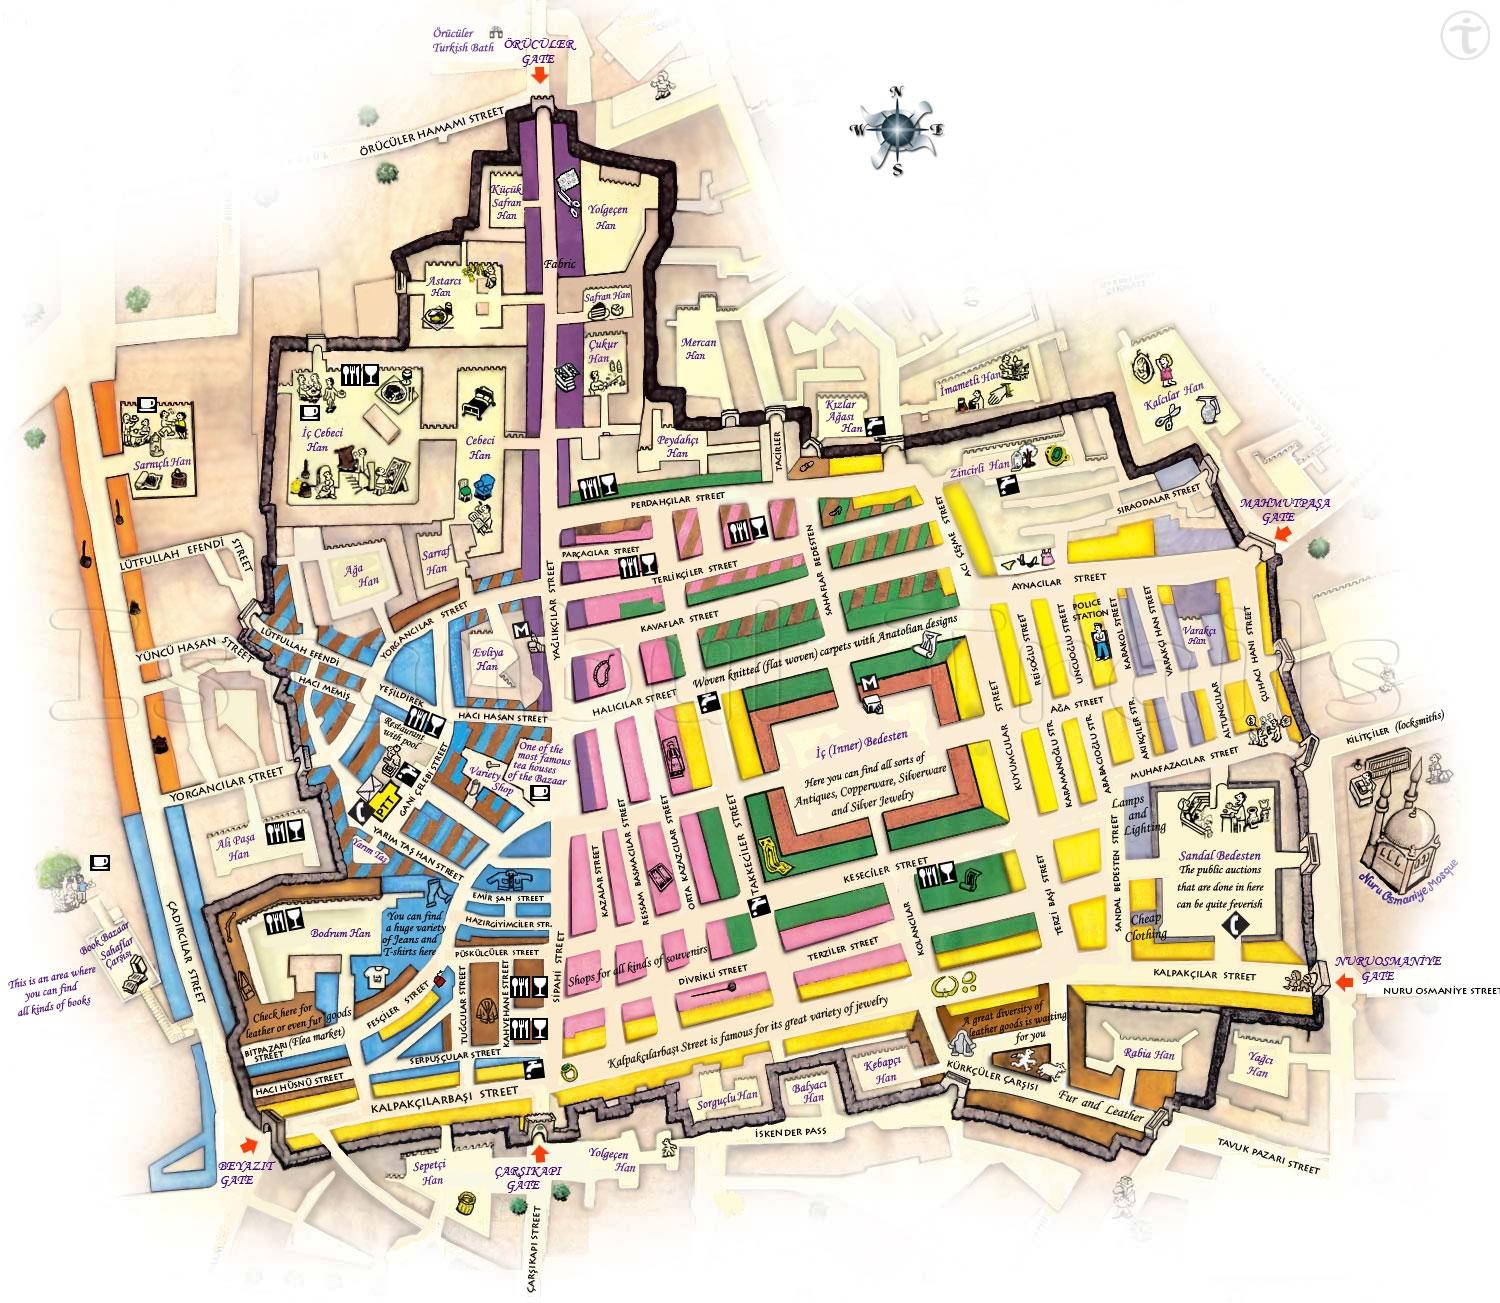 Örücüler
Turkish Bath
ÖRÜCÜLER
GATE
ÖRÜCÜLER HAMAMI STREET
N
W
E
S
Küçük
Safran
Han
Yolgeçen
Han
Fabric
Astarcı
Han
Safran Han
Çukur
Han
Mercan
Han
İmametli Han
Kalcılar Han
Kızlar
Ağası
Han
İç Cebeci
Han
Cebeci
Han
Peydahçı
Han
TACİRLER
Sarnıçlı Han
Zincirli Han
PERDAHÇILAR STREET
SIRAODALAR STREET
MAHMUTPAŞA
GATE
LÜTFULLAH EFENDİ STREET
Ağa
Han
Sarraf
Han
PARÇACILAR STREET
TERLİKÇİLER STREET
SAHAFLAR BEDESTEN
ACI ÇEŞME STREET
AYNACILAR STREET
YORGANCILAR STREET
YAĞLIKÇILAR STREET
KAVAFLAR STREET
LÜTFULLAH EFENDİ
YÜNCÜ HASAN STREET
HACI MEMİŞ
Evliya
Han
M
Woven knitted (flat woven) carpets with Anatolian designs
REİSOĞLU STREET
UNCUOĞLU STREET
POLICE
STATION
KARAKOL STREET
VARAKÇI HAN STREET
Varakçı
Han
ÇUHACI HANI STREET
YEŞİLDİREK
HACI HASAN STREET
HALICILAR STREET
M
AĞA STREET
ALTUNCULAR
Restaurant
with pool
One of the
most famous
tea houses
of the Bazaar
Variety
Shop
GANİ ÇELEBİ STREET
İç (Inner) Bedesten
Here you can find all sorts of
Antiques, Copperware, Silverware
and Silver Jewelry
KUYUMCULAR STREET
KARAMANOĞLU STR.
ARABACIOĞLU STR.
AKİKÇİLER STR.
MUHAFAZACILAR STREET
KİLİTÇİLER (locksmiths)
YORGANCILAR STREET
PTT
YARIM TAŞ HAN STREET
Yarım Taş
Ali Paşa
Han
Lamps
and
Lighting
Sandal Bedesten
The public auctions
that are done in here
can be quite feverish
Nuru Osmaniye Mosque
KAZAZLAR STREET
RESSAM BASMACILAR STREET
ORTA KAZAZCILAR STREET
TAKKECİLER STREET
KESECİLER STREET
KOLANCILAR
TERZİ BAŞI STREET
SANDAL BEDESTEN STREET
Cheap
Clothing
EMİR ŞAH STREET
HAZIRGİYİMCİLER STR.
PÜSKÜLCÜLER STREET
You can find
a huge variety
of Jeans and
T-shirts here
Bodrum Han
ÇADIRCILAR STREET
Book Bazaar
Sahaflar
Çarşısı
This is an area where
you can find
all kinds of books
SİPAHİ STREET
Shops for all kinds of souvenirs
DİVRİKLİ STREET
TERZİLER STREET
KALPAKÇILAR STREET
NURUOSMANİYE
GATE
NURU OSMANİYE STREET
Check here for
leather or even fur goods
(Flea market)
BİTPAZARI
STREET
FESÇİLER STREET
TUĞCULAR STREET
KAHVEHANE STREET
SERPUŞÇULAR STREET
HACI HÜSNÜ STREET
KALPAKÇILARBAŞI STREET
Kalpakçılarbaşı Street is famous for its great variety of jewelry
A great diversity of
leather goods is waiting
for you
KÜRKÇÜLER ÇARŞISI
Fur and Leather
Rabia Han
Yağcı
Han
Kebapçı
Han
Balyacı
Han
Sorguçlu Han
İSKENDER PASS
TAVUK PAZARI STREET
BEYAZIT
GATE
Sepetçi
Han
ÇARŞIKAPI
GATE
Yolgeçen
Han
ÇARŞIKAPI STREET